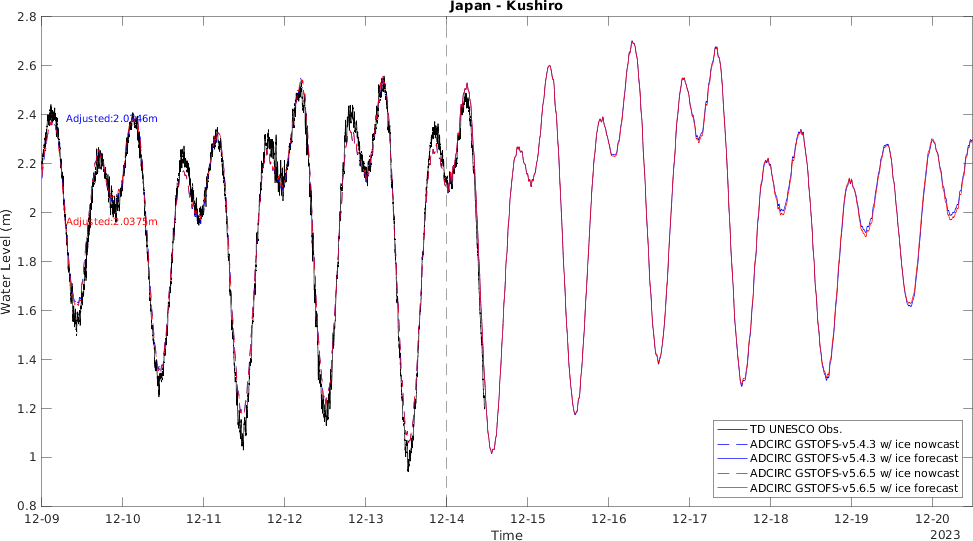 Japan - Kushiro
2.8
2.6
2.4
2.2
2
1.8
1.6
1.4
1.2
1
0.8
Water Level (m)
Adjusted:2.0346m
Adjusted:2.0375m
TD UNESCO Obs.
ADCIRC GSTOFS-v5.4.3 w/ ice nowcast
ADCIRC GSTOFS-v5.4.3 w/ ice forecast
ADCIRC GSTOFS-v5.6.5 w/ ice nowcast
ADCIRC GSTOFS-v5.6.5 w/ ice forecast
12-09 12-10 12-11 12-12 12-13 12-14 12-15 12-16 12-17 12-18 12-19 12-20
Time
2023